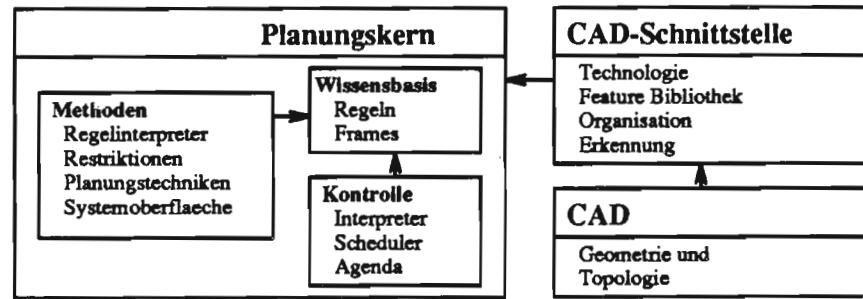 Planungskern
Methoden
Regelinterpreter
Restriktionen
Planungstechniken
Systemoberflaeche
Wissensbasis
Regeln
Frames
Kontrolle
Interpreter
Scheduler
Agenda
CAD-Schnittstelle
Technologie
Feature Bibliothek
Organisation
Erkennung
CAD
Geometrie und
Topologie